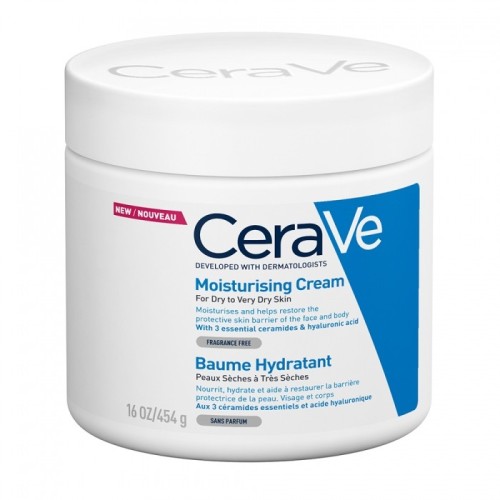 CeraVe
NEW / NOUVEAU
CeraVe
DEVELOPED WITH DERMATOLOGISTS
Moisturising Cream
For Dry to Very Dry Skin
Moisturises and helps restore the
protective skin barrier of the face and body
With 3 essential ceramides & hyaluronic acid
FRAGRANCE FREE
Baume Hydratant
Peaux Sèches à Très Sèches
Nourrit, hydrate et aide à restaurer la barrière
protectrice de la peau. Visage et corps
Aux 3 céramides essentiels et acide hyaluronique
SANS PARFUM
16 OZ/454 g